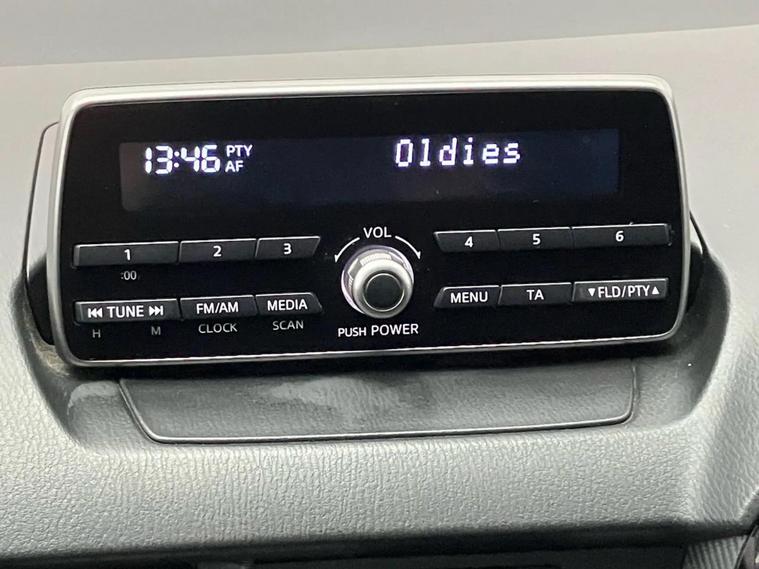 13:46 PTY AF Oldies
VOL
1 2 3 4 5 6
:00
⏮ TUNE ⏭ FM/AM MEDIA MENU TA ▼FLD/PTY▲
H M CLOCK SCAN PUSH POWER